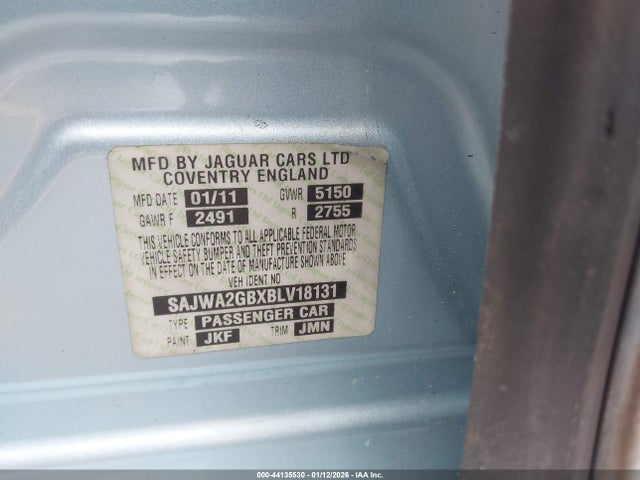 MFD BY JAGUAR CARS LTD
COVENTRY ENGLAND
MFD DATE 01/11 GVWR 5150
GAWR F 2491 R 2755
THIS VEHICLE CONFORMS TO ALL APPLICABLE FEDERAL MOTOR
VEHICLE SAFETY, BUMPER AND THEFT PREVENTION STANDARDS
IN EFFECT ON THE DATE OF MANUFACTURE SHOWN ABOVE
VEH IDENT NO
SAJWA2GBXBLV18131
TYPE PASSENGER CAR
PAINT JKF TRIM JMN
000-44135530 - 01/12/2026 - IAA Inc.